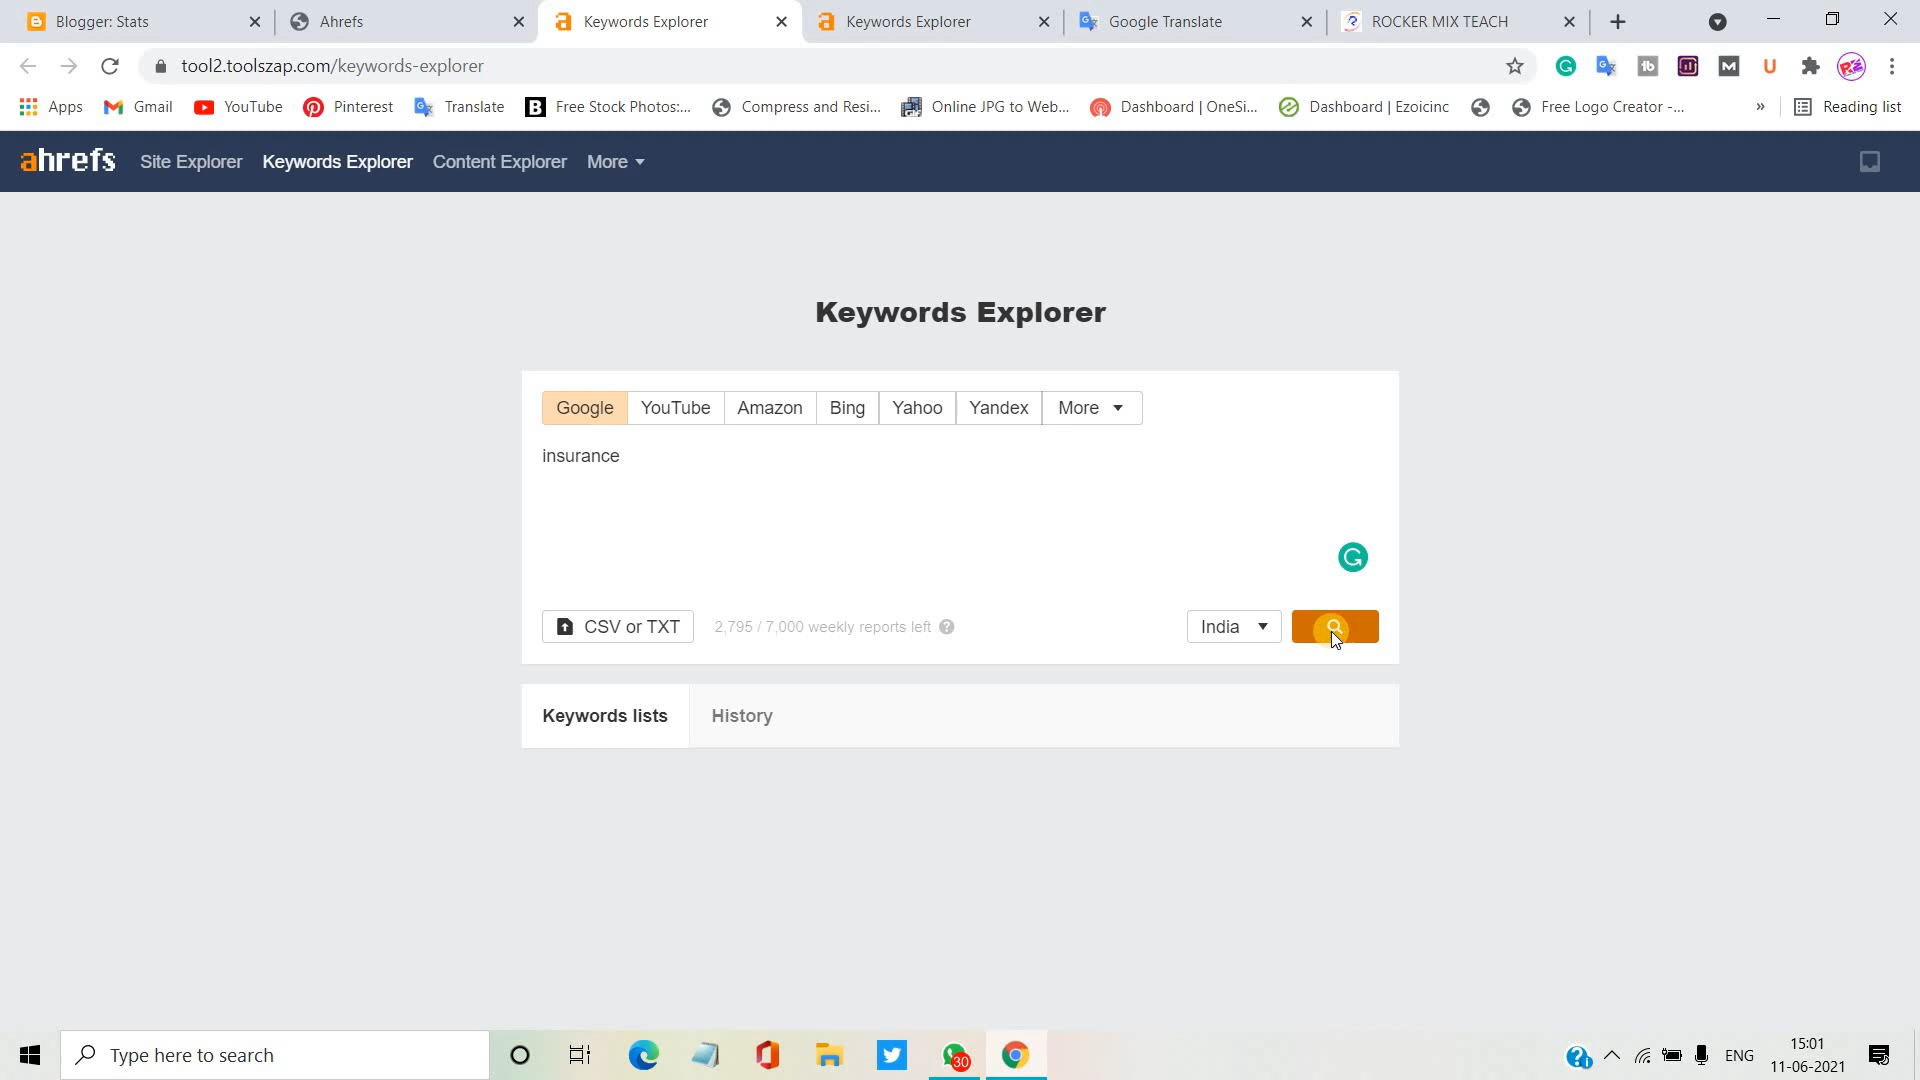 Blogger: Stats
Ahrefs
Keywords Explorer
Keywords Explorer
Google Translate
ROCKER MIX TEACH
tool2.toolszap.com/keywords-explorer
Apps
Gmail
YouTube
Pinterest
Translate
Free Stock Photos:...
Compress and Resi...
Online JPG to Web...
Dashboard | OneSi...
Dashboard | Ezoicinc
Free Logo Creator -...
»
Reading list
ahrefs
Site Explorer
Keywords Explorer
Content Explorer
More
Keywords Explorer
Google
YouTube
Amazon
Bing
Yahoo
Yandex
More
insurance
CSV or TXT
2,795 / 7,000 weekly reports left
India
Keywords lists
History
Type here to search
30
ENG
15:01
11-06-2021